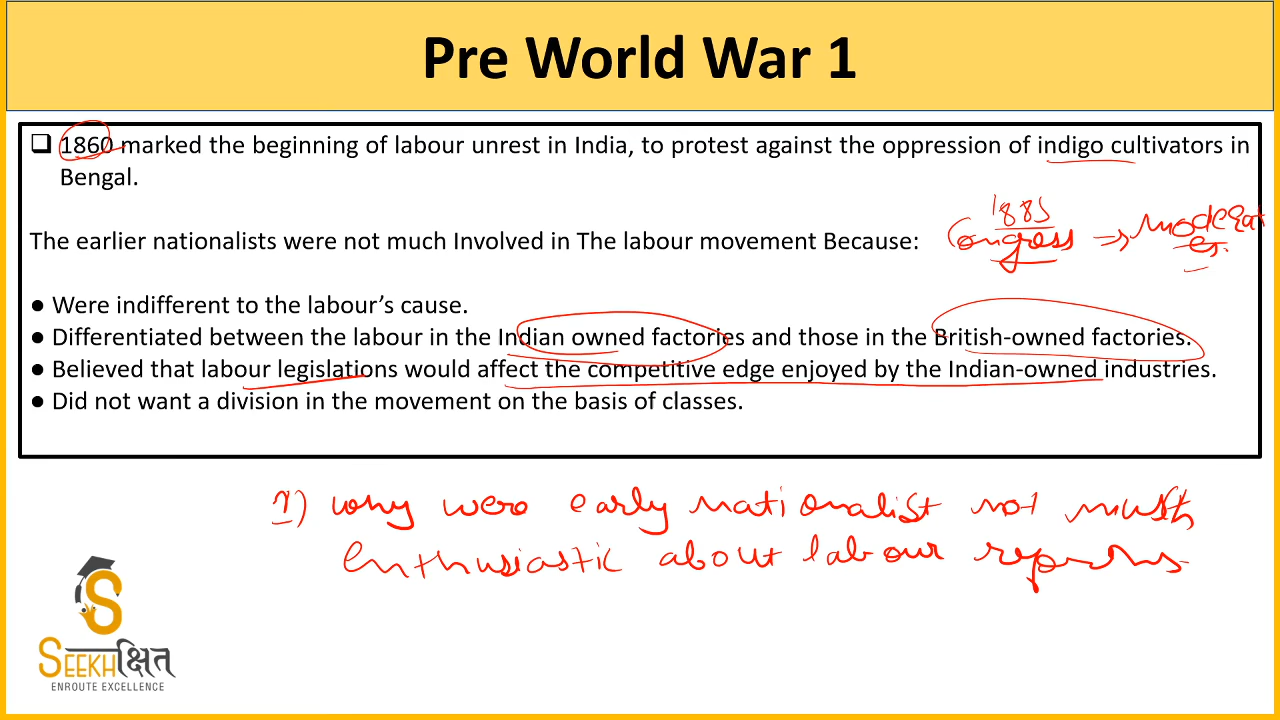 Pre World War 1
❑ 1860 marked the beginning of labour unrest in India, to protest against the oppression of indigo cultivators in
Bengal.
1885
The earlier nationalists were not much Involved in The labour movement Because:
Congress → Moderat
es.
● Were indifferent to the labour's cause.
● Differentiated between the labour in the Indian owned factories and those in the British-owned factories.
● Believed that labour legislations would affect the competitive edge enjoyed by the Indian-owned industries.
● Did not want a division in the movement on the basis of classes.
1) why were early nationalist not
enthusiastic about labour
SEEKHक्षित
ENROUTE EXCELLENCE